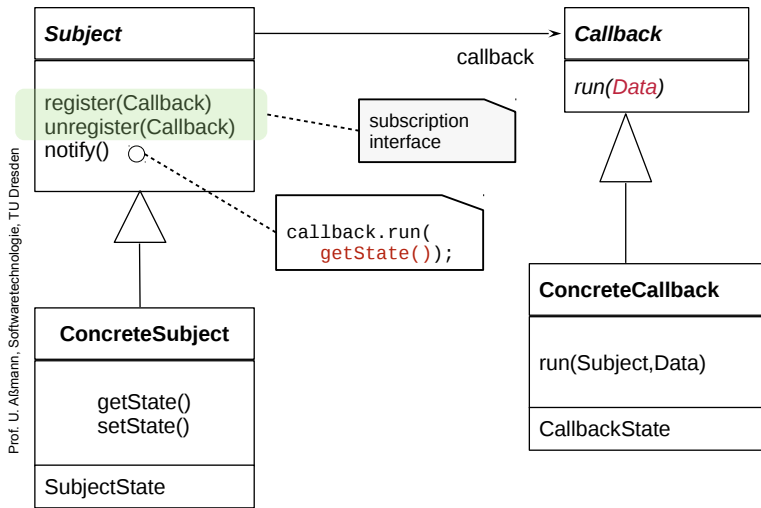 Subject
register(Callback)
unregister(Callback)
notify()
callback
Callback
run(Data)
subscription
interface
callback.run(
getState());
ConcreteSubject
getState()
setState()
SubjectState
ConcreteCallback
run(Subject,Data)
CallbackState
Prof. U. Aßmann, Softwaretechnologie, TU Dresden